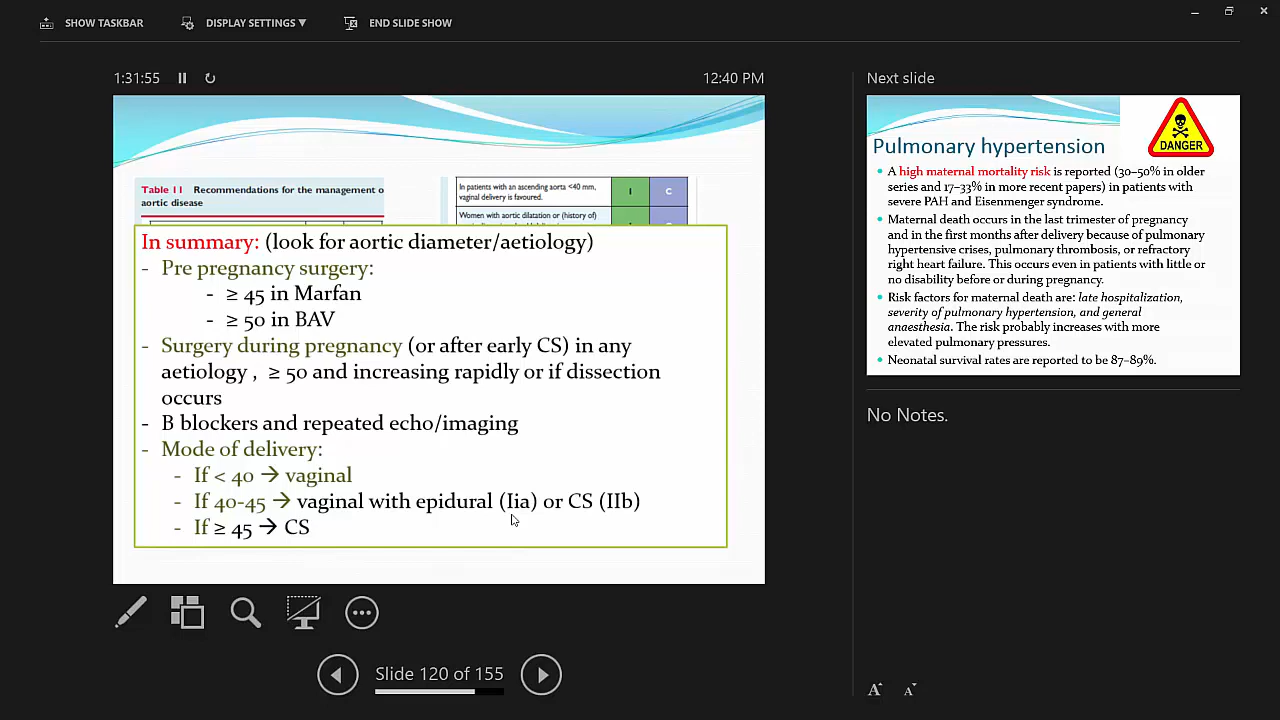 SHOW TASKBAR
DISPLAY SETTINGS ▼
END SLIDE SHOW
1:31:55
12:40 PM
Table 11 Recommendations for the management o
aortic disease
In patients with an ascending aorta <40 mm,
vaginal delivery is favoured.
I
C
Women with aortic dilatation or (history of)
In summary: (look for aortic diameter/aetiology)
- Pre pregnancy surgery:
- ≥ 45 in Marfan
- ≥ 50 in BAV
- Surgery during pregnancy (or after early CS) in any
aetiology , ≥ 50 and increasing rapidly or if dissection
occurs
- B blockers and repeated echo/imaging
- Mode of delivery:
- If < 40 → vaginal
- If 40-45 → vaginal with epidural (Iia) or CS (IIb)
- If ≥ 45 → CS
Slide 120 of 155
Next slide
DANGER
Pulmonary hypertension
• A high maternal mortality risk is reported (30–50% in older
series and 17–33% in more recent papers) in patients with
severe PAH and Eisenmenger syndrome.
• Maternal death occurs in the last trimester of pregnancy
and in the first months after delivery because of pulmonary
hypertensive crises, pulmonary thrombosis, or refractory
right heart failure. This occurs even in patients with little or
no disability before or during pregnancy.
• Risk factors for maternal death are: late hospitalization,
severity of pulmonary hypertension, and general
anaesthesia. The risk probably increases with more
elevated pulmonary pressures.
• Neonatal survival rates are reported to be 87–89%.
No Notes.
A A